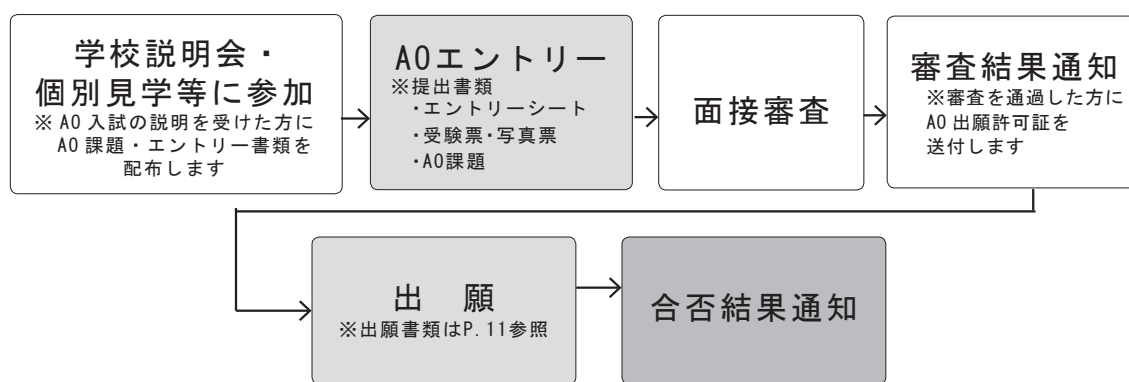 学校説明会・
個別見学等に参加
※AO入試の説明を受けた方に
AO課題・エントリー書類を
配布します
AOエントリー
※提出書類
・エントリーシート
・受験票・写真票
・AO課題
面接審査
審査結果通知
※審査を通過した方に
AO出願許可証を
送付します
出　願
※出願書類はP.11参照
合否結果通知